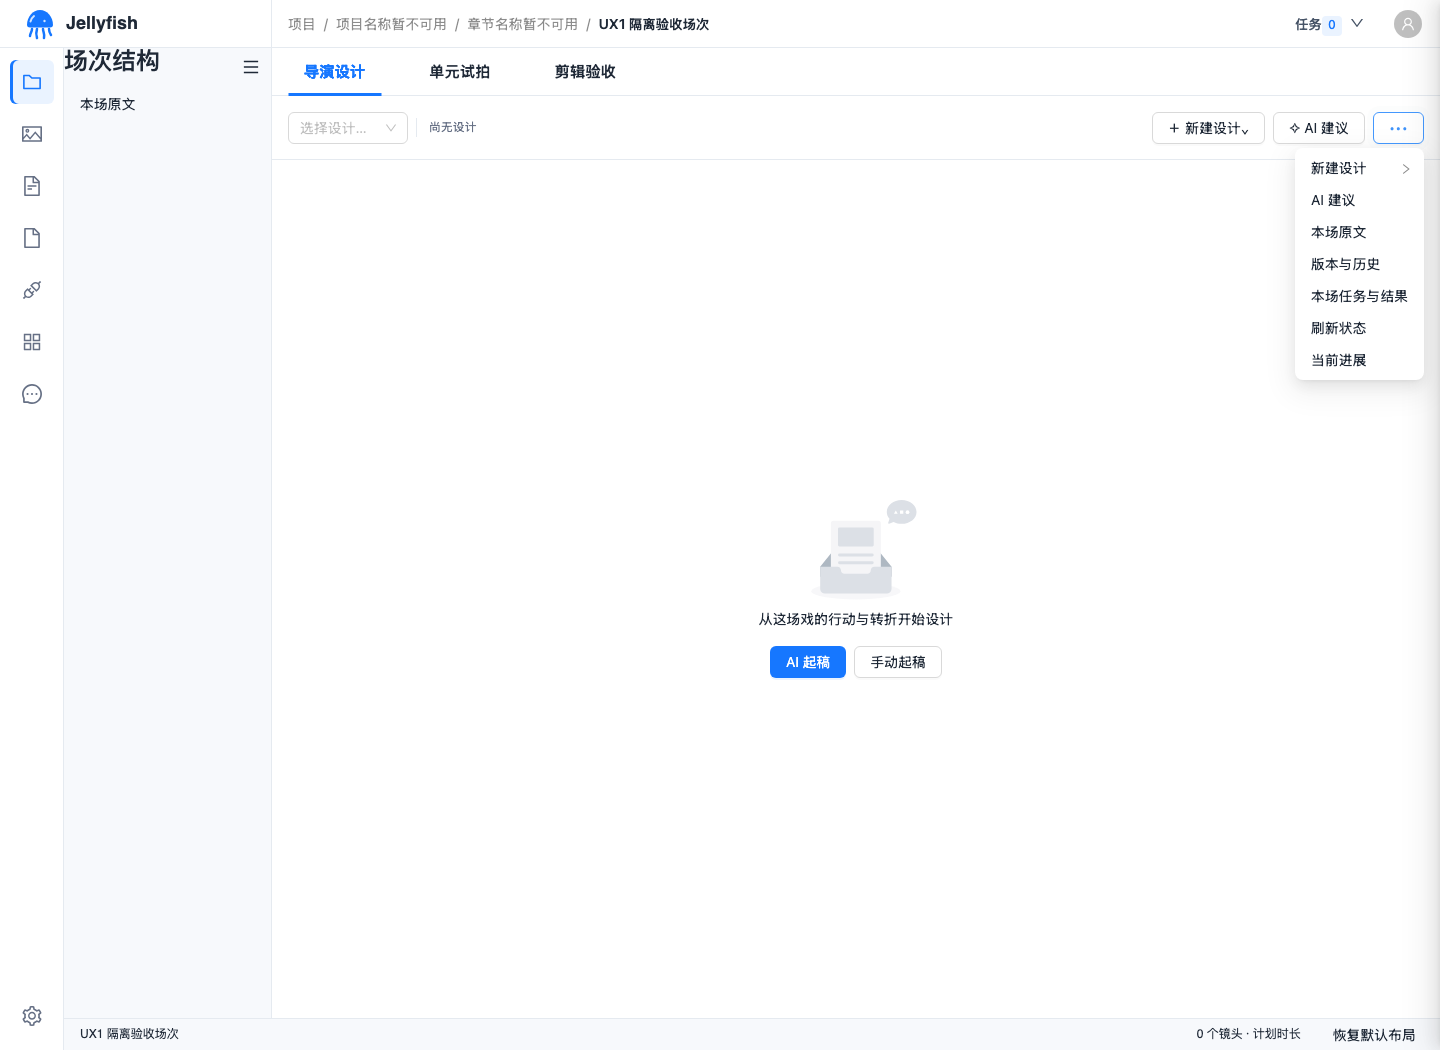 Jellyfish
项目 / 项目名称暂不可用 / 章节名称暂不可用 / UX1 隔离验收场次
任务 0
场次结构
本场原文
导演设计 单元试拍 剪辑验收
选择设计... 尚无设计
新建设计 AI 建议
新建设计
AI 建议
本场原文
版本与历史
本场任务与结果
刷新状态
当前进展
从这场戏的行动与转折开始设计
AI 起稿 手动起稿
UX1 隔离验收场次
0 个镜头 · 计划时长 恢复默认布局